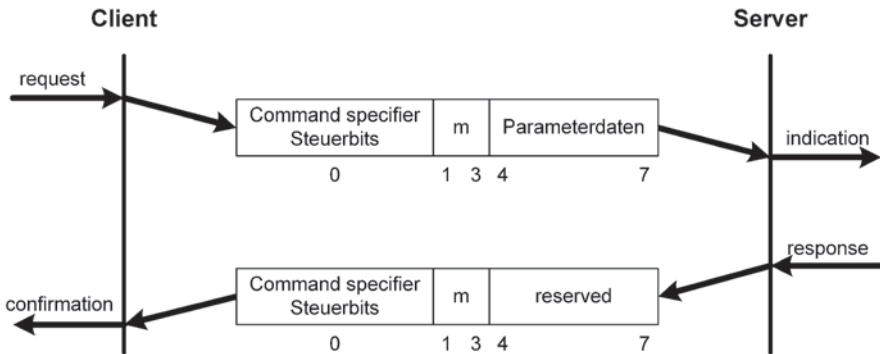 Client
Server
request
Command specifier
Steuerbits
m
Parameterdaten
indication
0
1
3
4
7
response
Command specifier
Steuerbits
m
reserved
confirmation
0
1
3
4
7